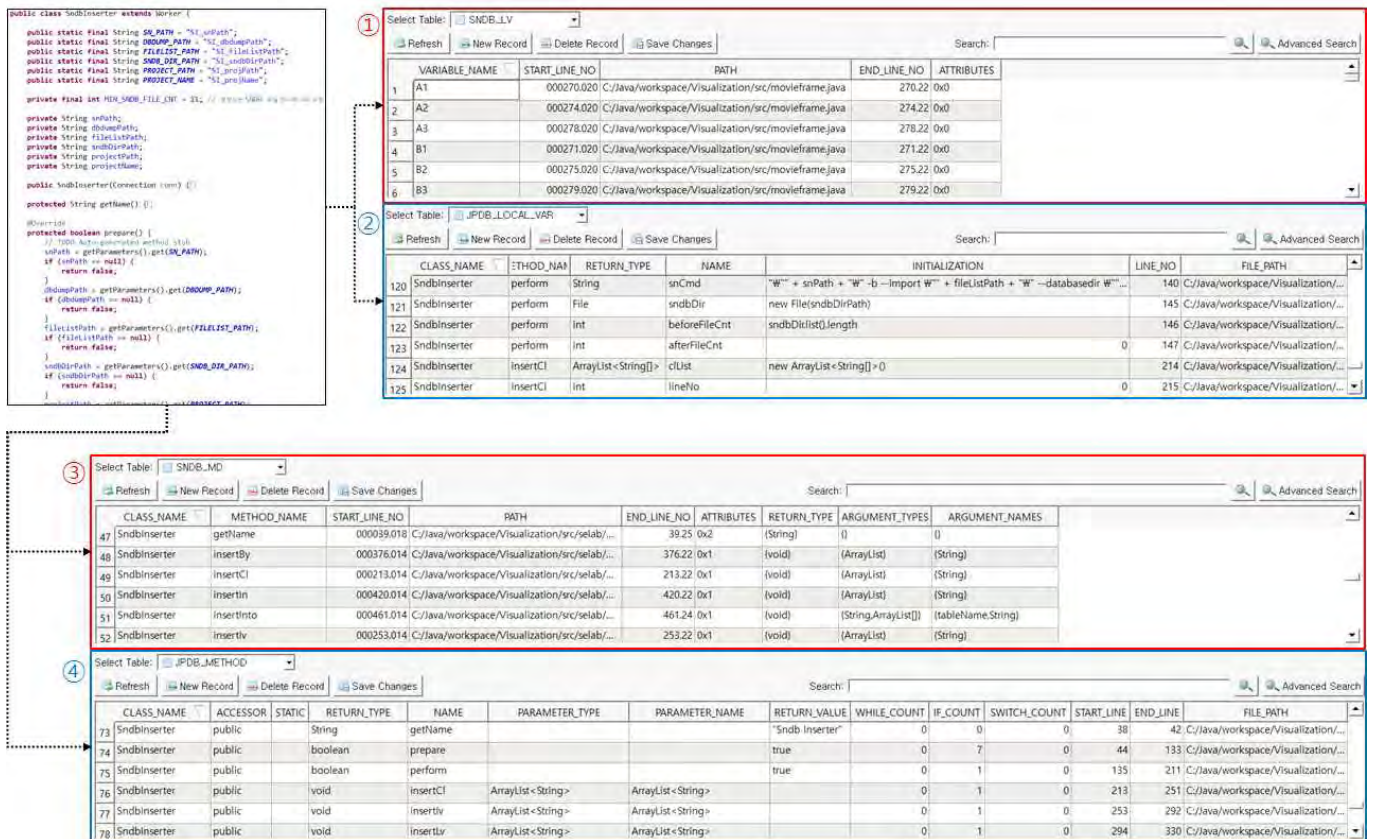 public class SndbInserter extends Worker {
public static final String SN_PATH = "SI_snPath";
public static final String DBDUMP_PATH = "SI_dbdumpPath";
public static final String FILELIST_PATH = "SI_fileListPath";
public static final String SNDB_DIR_PATH = "SI_sndbDirPath";
public static final String PROJECT_PATH = "SI_projPath";
public static final String PROJECT_NAME = "SI_projName";
private final int MIN_SNDB_FILE_CNT = 11; //
private String snPath;
private String dbdumpPath;
private String fileListPath;
private String sndbDirPath;
private String projectPath;
private String projectName;
public SndbInserter(Connection conn) {
protected String getName() {
@Override
protected boolean prepare() {
// TODO Auto-generated method stub
snPath = getParameters().get(SN_PATH);
if (snPath == null) {
return false;
}
dbdumpPath = getParameters().get(DBDUMP_PATH);
if (dbdumpPath == null) {
return false;
}
fileListPath = getParameters().get(FILELIST_PATH);
if (fileListPath == null) {
return false;
}
sndbDirPath = getParameters().get(SNDB_DIR_PATH);
if (sndbDirPath == null) {
return false;
}
projectPath = getParameters().get(PROJECT_PATH);
①
Select Table: SNDB_LV
Refresh New Record Delete Record Save Changes Search: Advanced Search
VARIABLE_NAME START_LINE_NO PATH END_LINE_NO ATTRIBUTES
1 A1 000270.020 C:/Java/workspace/Visualization/src/movieframe.java 270.22 0x0
2 A2 000274.020 C:/Java/workspace/Visualization/src/movieframe.java 274.22 0x0
3 A3 000278.020 C:/Java/workspace/Visualization/src/movieframe.java 278.22 0x0
4 B1 000271.020 C:/Java/workspace/Visualization/src/movieframe.java 271.22 0x0
5 B2 000275.020 C:/Java/workspace/Visualization/src/movieframe.java 275.22 0x0
6 B3 000279.020 C:/Java/workspace/Visualization/src/movieframe.java 279.22 0x0
②
Select Table: JPDB_LOCAL_VAR
Refresh New Record Delete Record Save Changes Search: Advanced Search
CLASS_NAME ETHOD_NAM RETURN_TYPE NAME INITIALIZATION LINE_NO FILE_PATH
120 SndbInserter perform String snCmd "₩"" + snPath + "₩" -b --import ₩"" + fileListPath + "₩" --databasedir ₩""... 140 C:/Java/workspace/Visualization/...
121 SndbInserter perform File sndbDir new File(sndbDirPath) 145 C:/Java/workspace/Visualization/...
122 SndbInserter perform int beforeFileCnt sndbDir.list().length 146 C:/Java/workspace/Visualization/...
123 SndbInserter perform int afterFileCnt 0 147 C:/Java/workspace/Visualization/...
124 SndbInserter insertCl ArrayList<String[]> clList new ArrayList<String[]>() 214 C:/Java/workspace/Visualization/...
125 SndbInserter insertCl int lineNo 0 215 C:/Java/workspace/Visualization/...
③
Select Table: SNDB_MD
Refresh New Record Delete Record Save Changes Search: Advanced Search
CLASS_NAME METHOD_NAME START_LINE_NO PATH END_LINE_NO ATTRIBUTES RETURN_TYPE ARGUMENT_TYPES ARGUMENT_NAMES
47 SndbInserter getName 000039.018 C:/Java/workspace/Visualization/src/selab/... 39.25 0x2 {String} {} {}
48 SndbInserter insertBy 000376.014 C:/Java/workspace/Visualization/src/selab/... 376.22 0x1 {void} {ArrayList} {String}
49 SndbInserter insertCl 000213.014 C:/Java/workspace/Visualization/src/selab/... 213.22 0x1 {void} {ArrayList} {String}
50 SndbInserter insertIn 000420.014 C:/Java/workspace/Visualization/src/selab/... 420.22 0x1 {void} {ArrayList} {String}
51 SndbInserter insertInto 000461.014 C:/Java/workspace/Visualization/src/selab/... 461.24 0x1 {void} {String,ArrayList[]} {tableName,String}
52 SndbInserter insertIv 000253.014 C:/Java/workspace/Visualization/src/selab/... 253.22 0x1 {void} {ArrayList} {String}
④
Select Table: JPDB_METHOD
Refresh New Record Delete Record Save Changes Search: Advanced Search
CLASS_NAME ACCESSOR STATIC RETURN_TYPE NAME PARAMETER_TYPE PARAMETER_NAME RETURN_VALUE WHILE_COUNT IF_COUNT SWITCH_COUNT START_LINE END_LINE FILE_PATH
73 SndbInserter public String getName "Sndb Inserter" 0 0 0 38 42 C:/Java/workspace/Visualization/...
74 SndbInserter public boolean prepare true 0 7 0 44 133 C:/Java/workspace/Visualization/...
75 SndbInserter public boolean perform true 0 1 0 135 211 C:/Java/workspace/Visualization/...
76 SndbInserter public void insertCl ArrayList<String> ArrayList<String> 0 1 0 213 251 C:/Java/workspace/Visualization/...
77 SndbInserter public void insertIv ArrayList<String> ArrayList<String> 0 1 0 253 292 C:/Java/workspace/Visualization/...
78 SndbInserter public void insertLv ArrayList<String> ArrayList<String> 0 1 0 294 330 C:/Java/workspace/Visualization/...